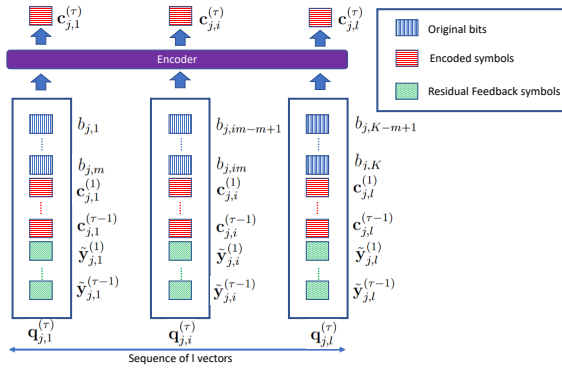 c_{j,1}^{(τ)} c_{j,i}^{(τ)} c_{j,l}^{(τ)}
Encoder
Original bits
Encoded symbols
Residual Feedback symbols
b_{j,1} b_{j,im-m+1} b_{j,K-m+1}
b_{j,m} b_{j,im} b_{j,K}
c_{j,1}^{(1)} c_{j,i}^{(1)} c_{j,l}^{(1)}
c_{j,1}^{(τ-1)} c_{j,i}^{(τ-1)} c_{j,l}^{(τ-1)}
ỹ_{j,1}^{(1)} ỹ_{j,i}^{(1)} ỹ_{j,l}^{(1)}
ỹ_{j,1}^{(τ-1)} ỹ_{j,i}^{(τ-1)} ỹ_{j,l}^{(τ-1)}
q_{j,1}^{(τ)} q_{j,i}^{(τ)} q_{j,l}^{(τ)}
Sequence of l vectors